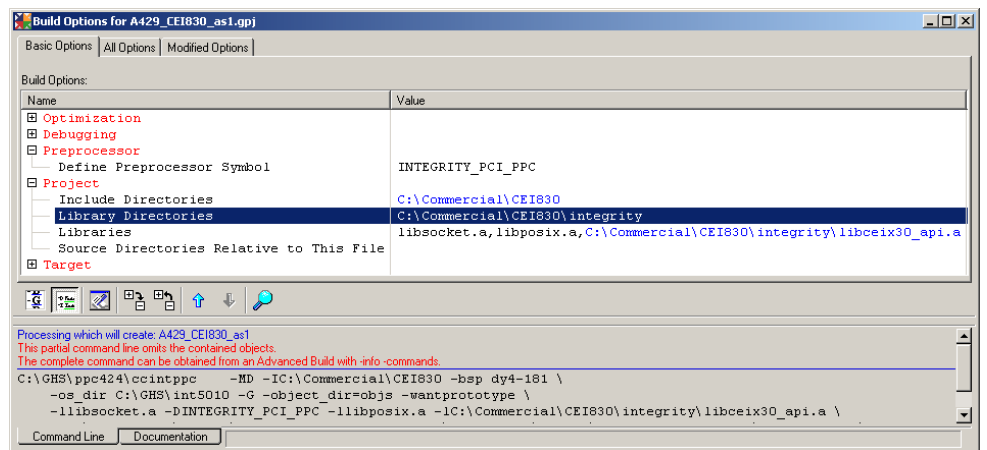 Build Options for A429_CEI830_as1.gpj
Basic Options All Options Modified Options
Build Options:
Name Value
Optimization
Debugging
Preprocessor
Define Preprocessor Symbol INTEGRITY_PCI_PPC
Project
Include Directories C:\Commercial\CEI830
Library Directories C:\Commercial\CEI830\integrity
Libraries libsocket.a,libposix.a,C:\Commercial\CEI830\integrity\libceix30_api.a
Source Directories Relative to This File
Target
Processing which will create: A429_CEI830_as1
This partial command line omits the contained objects.
The complete command can be obtained from an Advanced Build with -info -commands.
C:\GHS\ppc424\ccintppc -MD -IC:\Commercial\CEI830 -bsp dy4-181 \
-os_dir C:\GHS\int5010 -G -object_dir=objs -wantprototype \
-llibsocket.a -DINTEGRITY_PCI_PPC -llibposix.a -lC:\Commercial\CEI830\integrity\libceix30_api.a \
Command Line Documentation